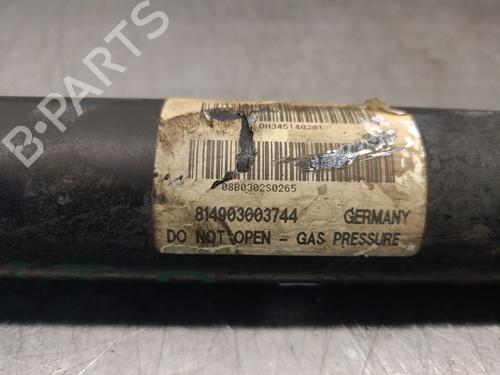 DH345140201
08B0302S0265
814903003744 GERMANY
DO NOT OPEN - GAS PRESSURE
B-PARTS